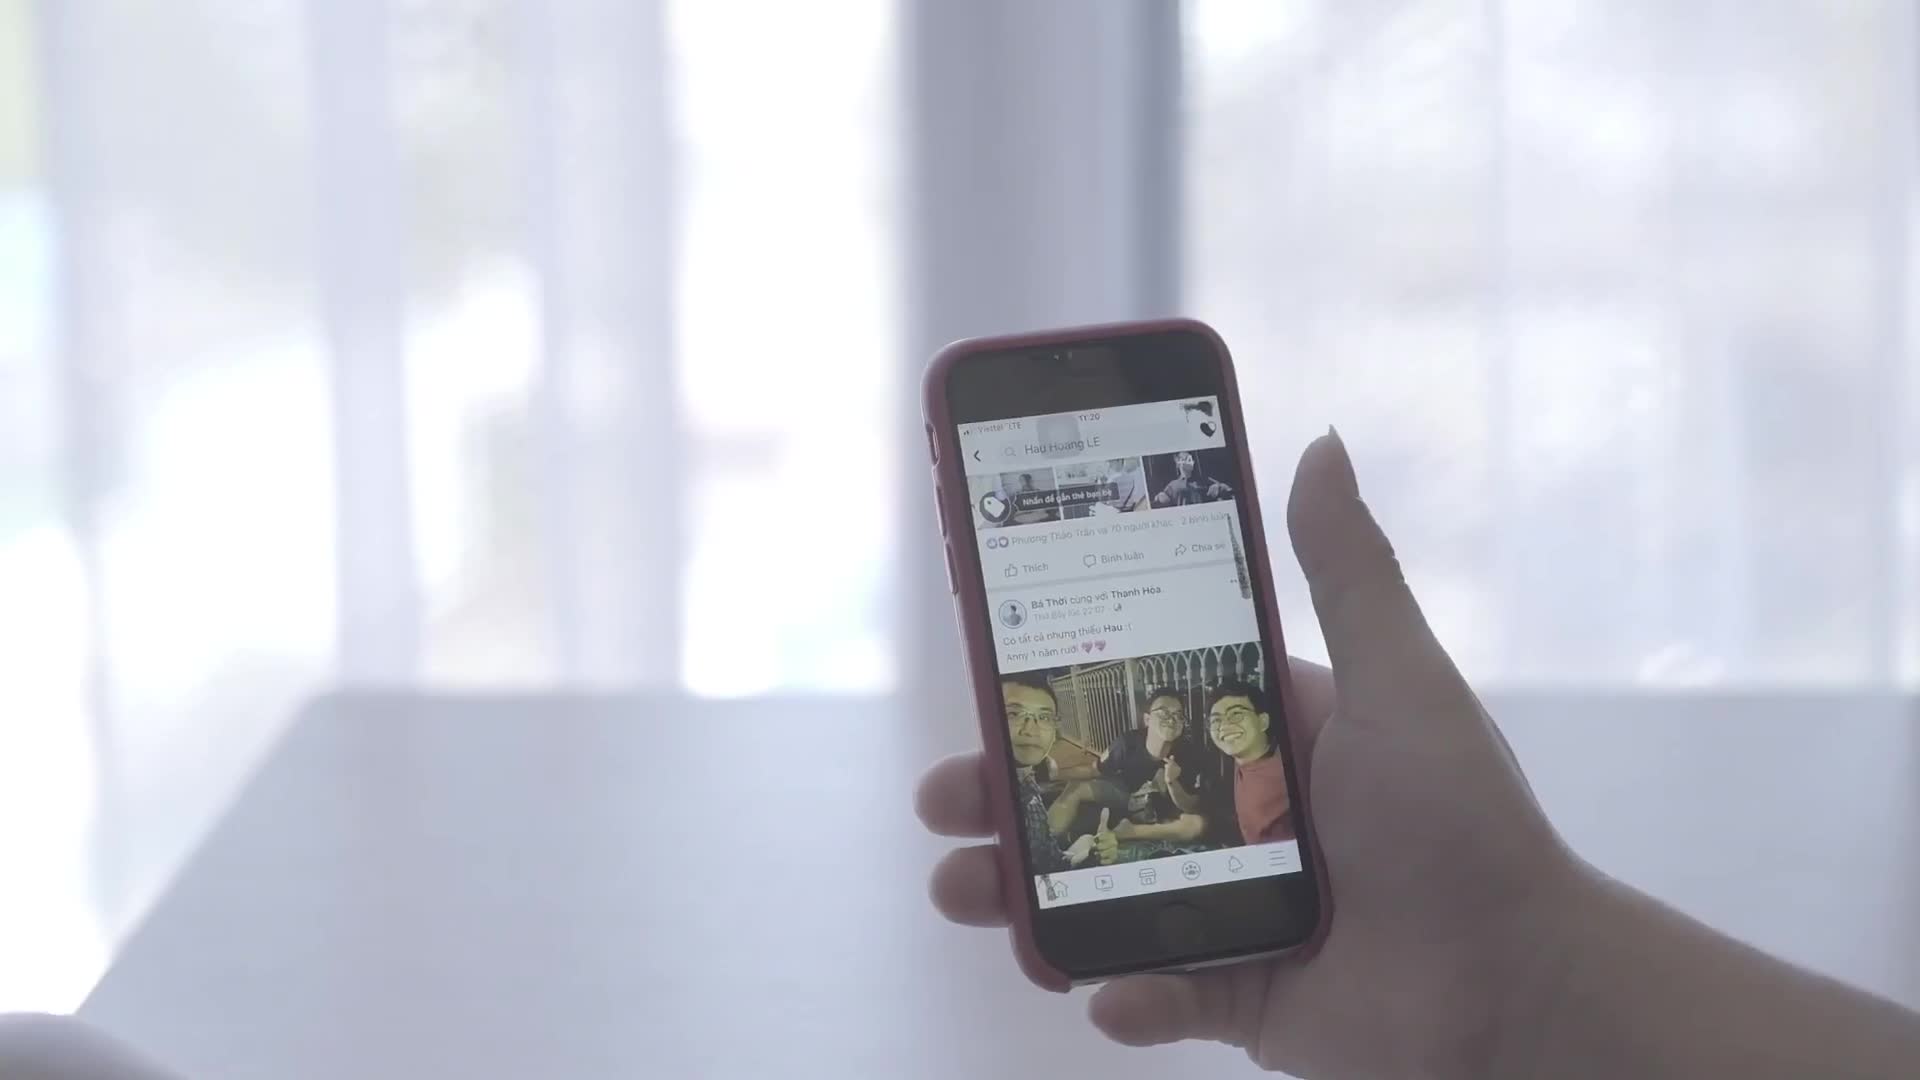 Viettel LTE
11:20
Hau Hoang LE
Nhấn để gắn thẻ bạn bè
Phương Thảo Trần và 70 người khác
2 bình luận
Thích
Bình luận
Chia sẻ
Bá Thời cùng với Thanh Hóa.
Thứ Bảy lúc 22:07
Có tất cả nhưng thiếu Hau :(
Anny 1 năm rưỡi 💖💖